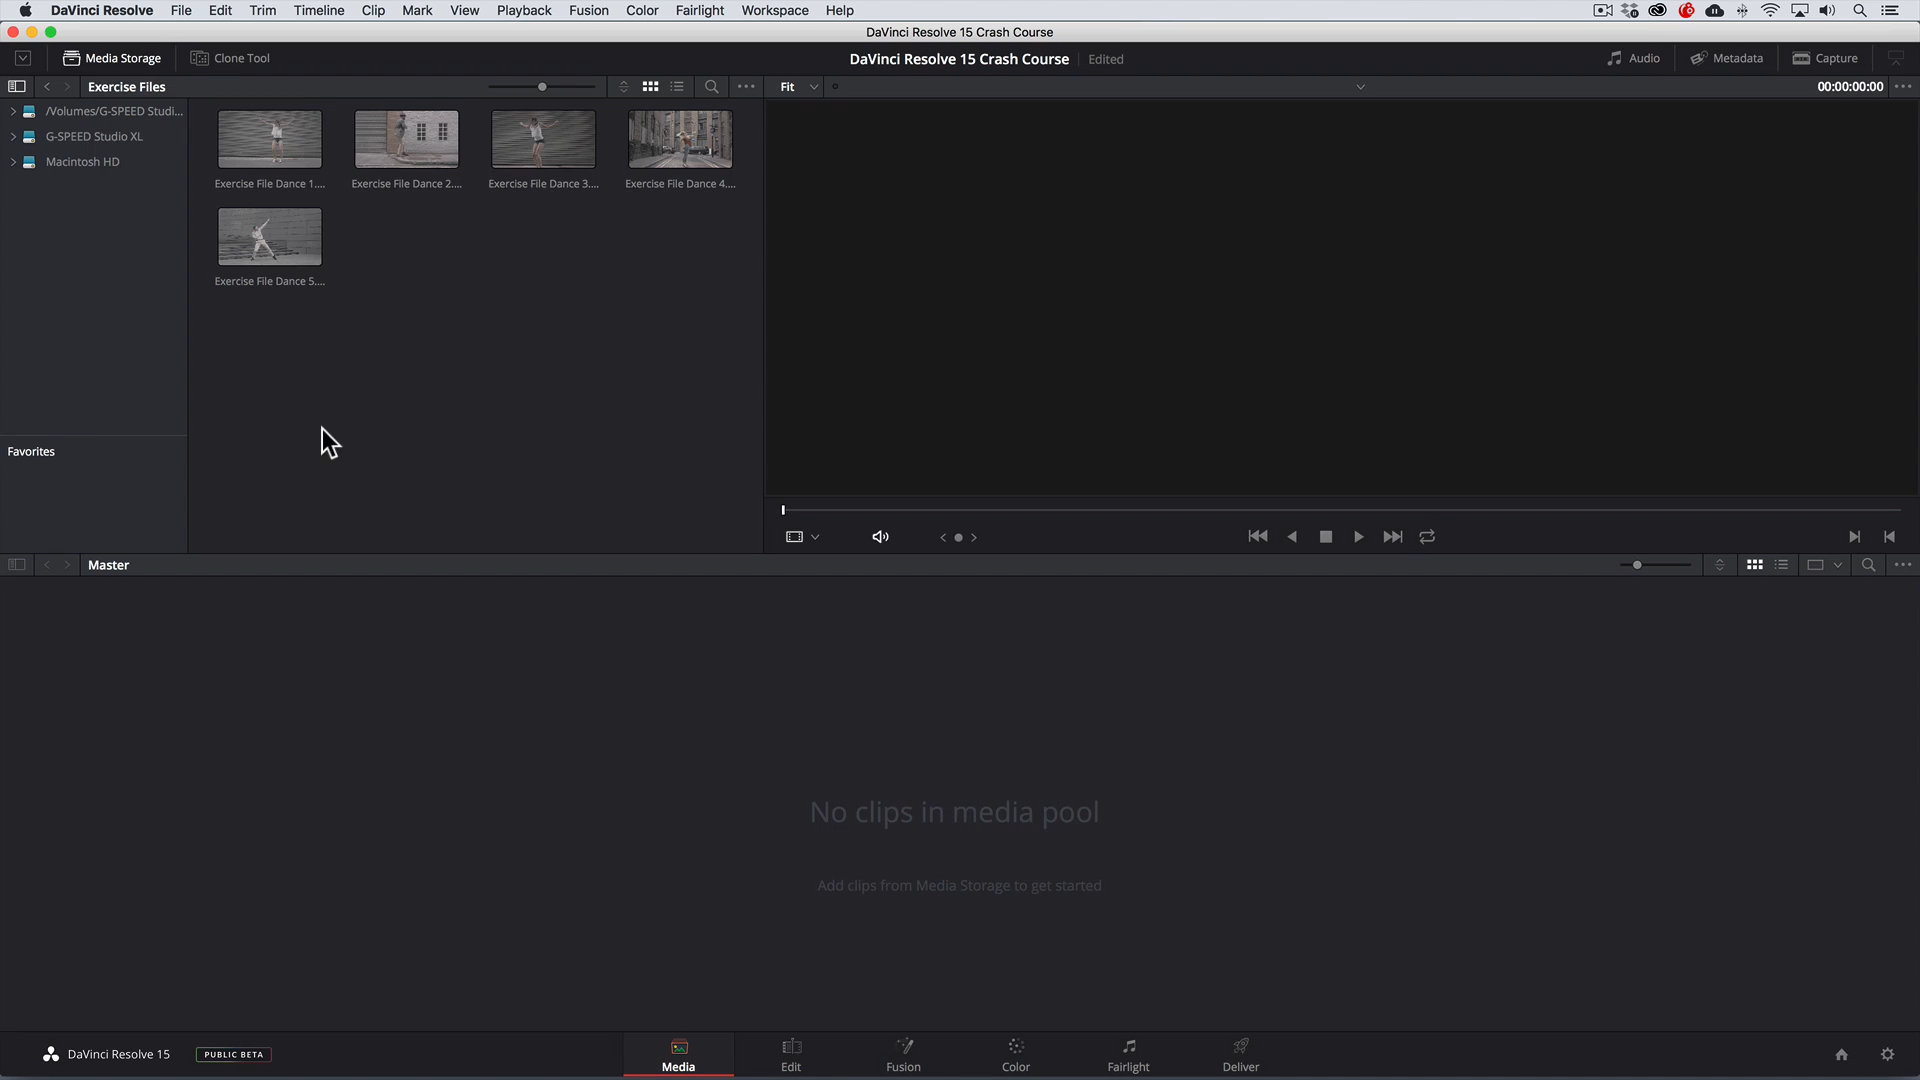 DaVinci Resolve File Edit Trim Timeline Clip Mark View Playback Fusion Color Fairlight Workspace Help
DaVinci Resolve 15 Crash Course
Media Storage Clone Tool DaVinci Resolve 15 Crash Course Edited Audio Metadata Capture
Exercise Files Fit 00:00:00:00
/Volumes/G-SPEED Studi...
G-SPEED Studio XL
Macintosh HD
Exercise File Dance 1.... Exercise File Dance 2.... Exercise File Dance 3.... Exercise File Dance 4....
Exercise File Dance 5....
Favorites
Master
No clips in media pool
Add clips from Media Storage to get started
DaVinci Resolve 15 PUBLIC BETA
Media Edit Fusion Color Fairlight Deliver